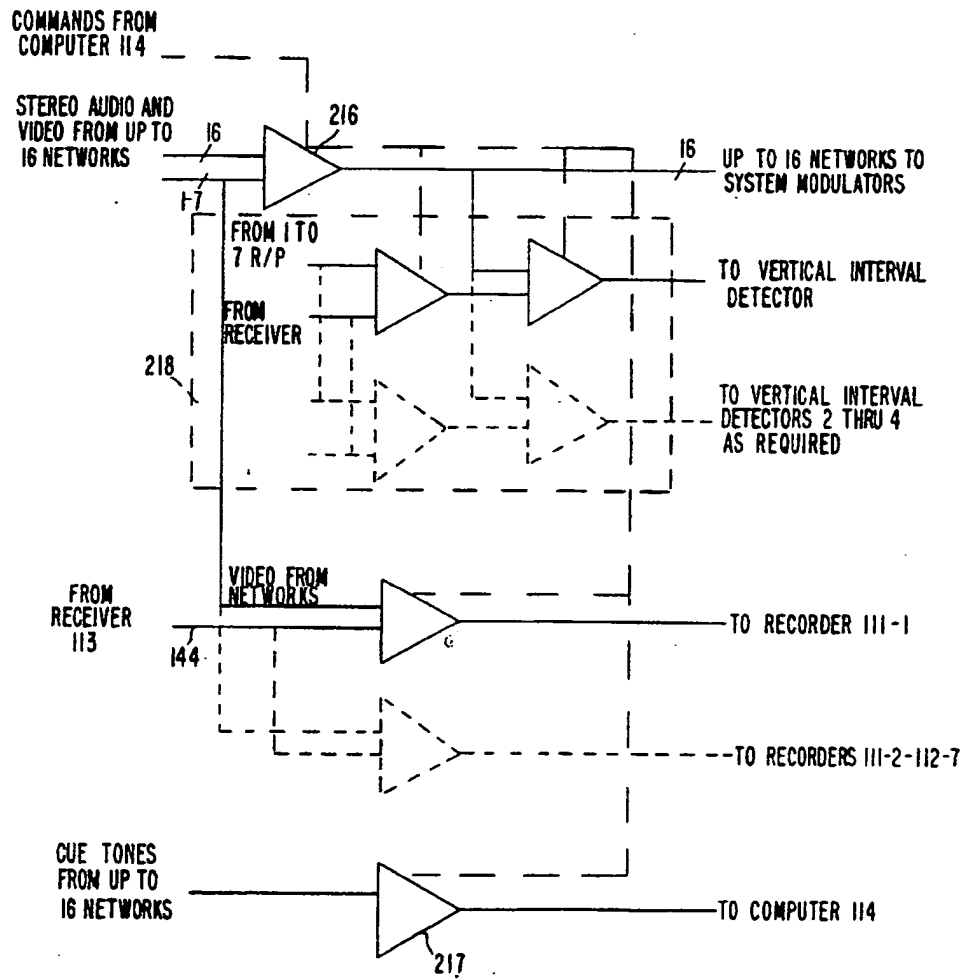 COMMANDS FROM
COMPUTER 114
STEREO AUDIO AND
VIDEO FROM UP TO
16 NETWORKS
16
1-7
216
16
UP TO 16 NETWORKS TO
SYSTEM MODULATORS
FROM 1 TO
7 R/P
FROM
RECEIVER
TO VERTICAL INTERVAL
DETECTOR
218
TO VERTICAL INTERVAL
DETECTORS 2 THRU 4
AS REQUIRED
VIDEO FROM
NETWORKS
FROM
RECEIVER
113
144
TO RECORDER 111-1
TO RECORDERS 111-2-112-7
CUE TONES
FROM UP TO
16 NETWORKS
TO COMPUTER 114
217